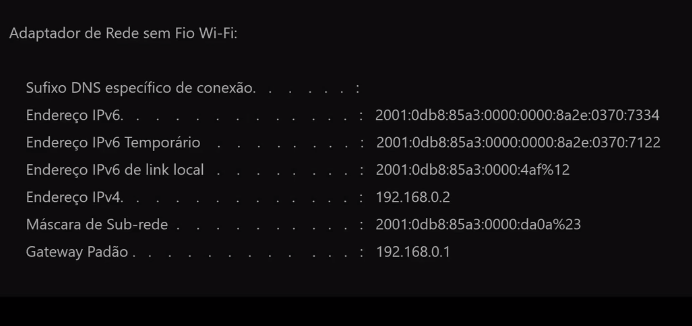 Adaptador de Rede sem Fio Wi-Fi:
Sufixo DNS específico de conexão. . . . . . :
Endereço IPv6. . . . . . . . . . . . . : 2001:0db8:85a3:0000:0000:8a2e:0370:7334
Endereço IPv6 Temporário . . . . . . . . : 2001:0db8:85a3:0000:0000:8a2e:0370:7122
Endereço IPv6 de link local . . . . . . . . : 2001:0db8:85a3:0000:4af%12
Endereço IPv4. . . . . . . . . . . . . : 192.168.0.2
Máscara de Sub-rede . . . . . . . . . . : 2001:0db8:85a3:0000:da0a%23
Gateway Padão . . . . . . . . . . . . : 192.168.0.1